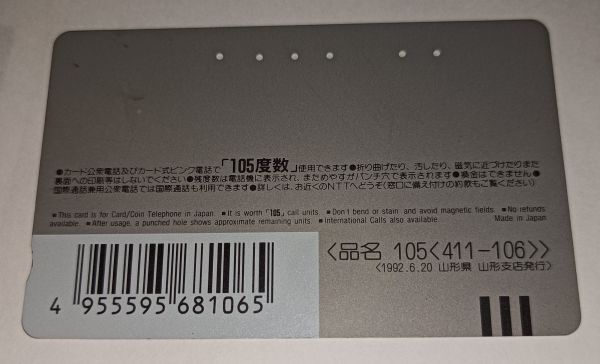 ●カード公衆電話及びカード式ピンク電話で「105度数」使用できます●折り曲げたり、汚したり、磁気に近づけたりまた
裏面への印刷等はしないでください●残度数は電話機に表示され、まためやすがパンチ穴で表示されます●換金はできません●
国際通話兼用公衆電話では国際通話も利用できます●詳しくは、お近くのNTTへどうぞ(窓口に備え付けの約款もご覧ください)
■This card is for Card/Coin Telephone in Japan. ■It is worth「105」call units ■Don't bend or stain. and avoid magnetic fields. ■No refunds
available. ■After usage, a punched hole shows approximate remaining units. ■International Calls also available. Made in Japan
〈品名 105〈411-106〉〉
〈1992.6.20 山形県 山形支店発行〉
4 955595 681065